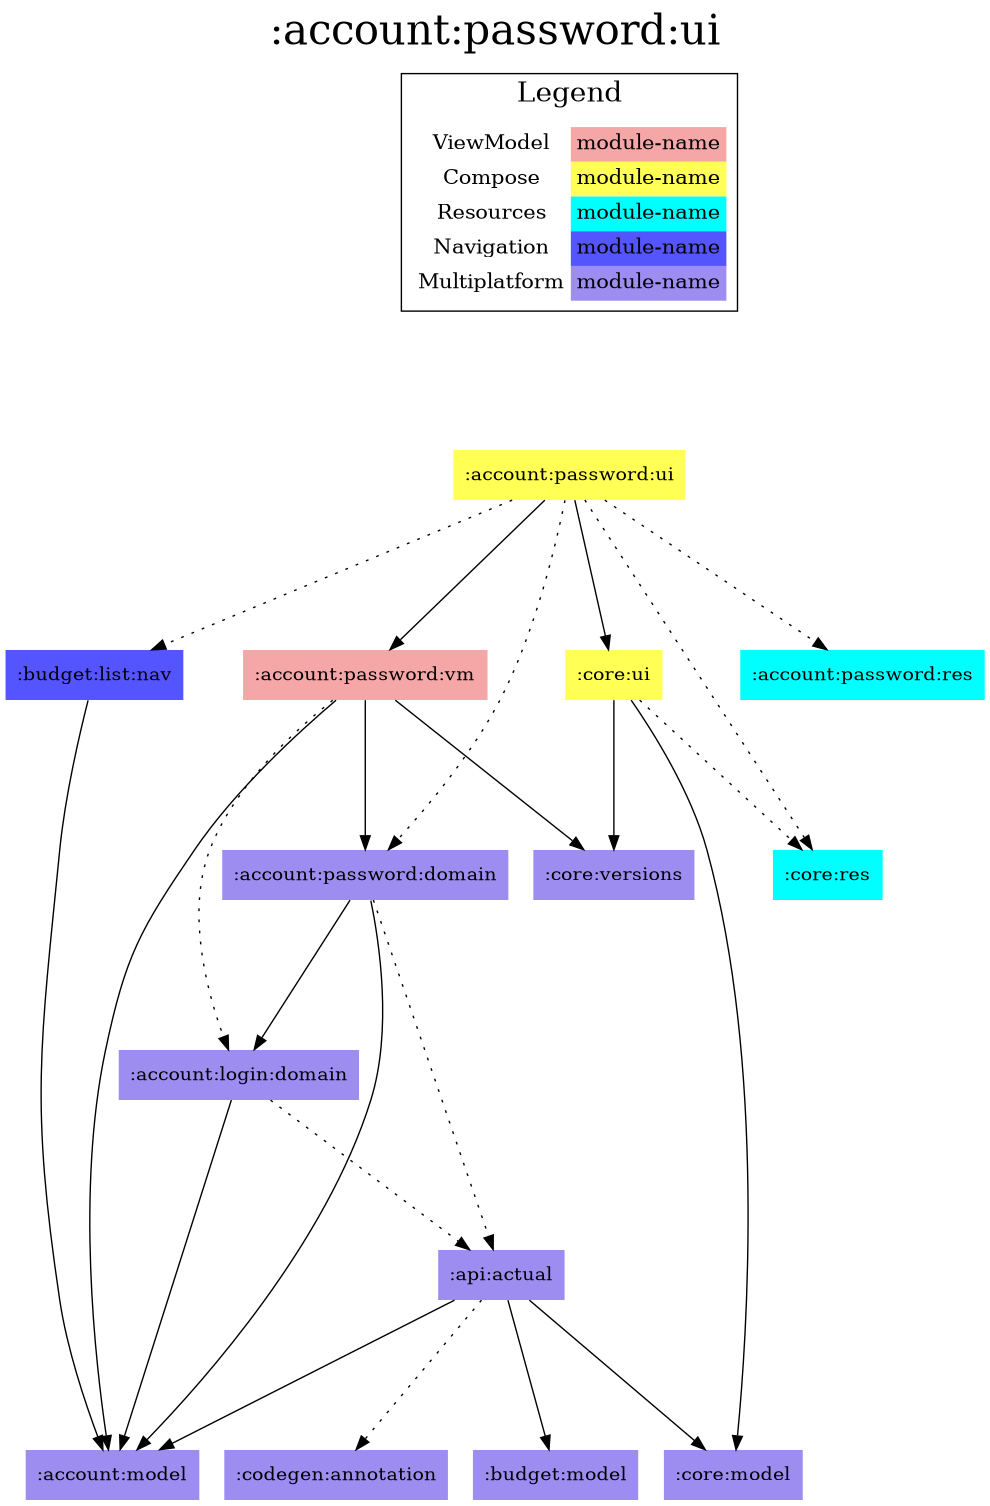 :account:password:ui
Legend
ViewModel module-name
Compose module-name
Resources module-name
Navigation module-name
Multiplatform module-name
:account:password:ui
:budget:list:nav
:account:password:vm
:core:ui
:account:password:res
:account:password:domain
:core:versions
:core:res
:account:login:domain
:api:actual
:account:model
:codegen:annotation
:budget:model
:core:model